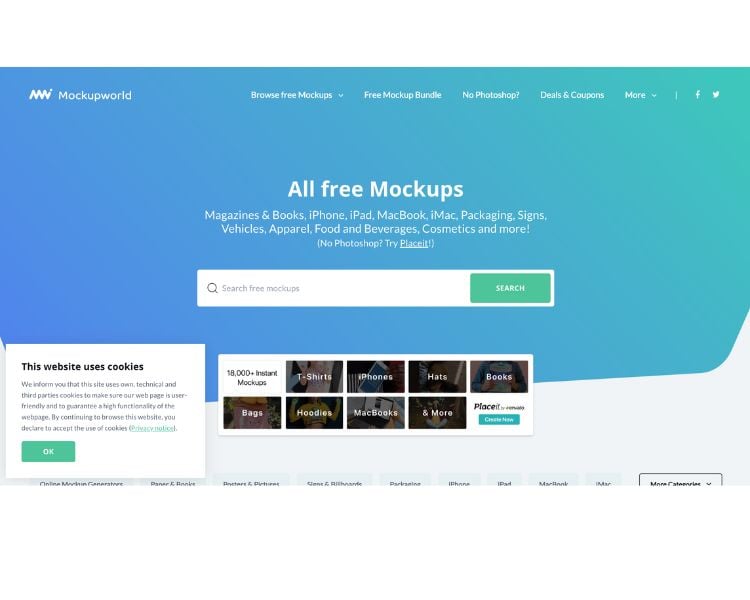 Mockupworld
Browse free Mockups
Free Mockup Bundle
No Photoshop?
Deals & Coupons
More
All free Mockups
Magazines & Books, iPhone, iPad, MacBook, iMac, Packaging, Signs,
Vehicles, Apparel, Food and Beverages, Cosmetics and more!
(No Photoshop? Try Placeit!)
Search free mockups
SEARCH
This website uses cookies
We inform you that this site uses own, technical and
third parties cookies to make sure our web page is user-
friendly and to guarantee a high functionality of the
webpage. By continuing to browse this website, you
declare to accept the use of cookies (Privacy notice).
OK
18,000+ Instant
Mockups
T-Shirts
iPhones
Hats
Books
Bags
Hoodies
MacBooks
& More
Placeit by envato
Create Now
Online Mockup Generators
Paper & Books
Posters & Pictures
Signs & Billboards
Packaging
iPhone
iPad
MacBook
iMac
More Categories